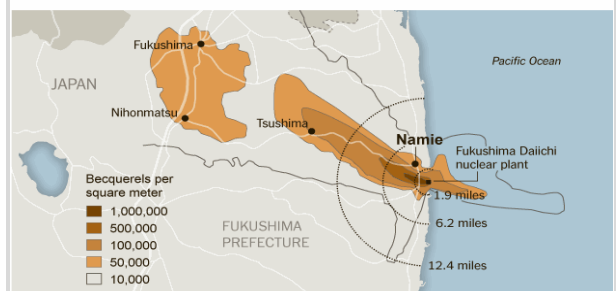 Fukushima
Pacific Ocean
JAPAN
Nihonmatsu
Tsushima
Namie
Fukushima Daiichi
nuclear plant
Becquerels per
square meter
1,000,000
500,000
100,000
50,000
10,000
FUKUSHIMA
PREFECTURE
1.9 miles
6.2 miles
12.4 miles